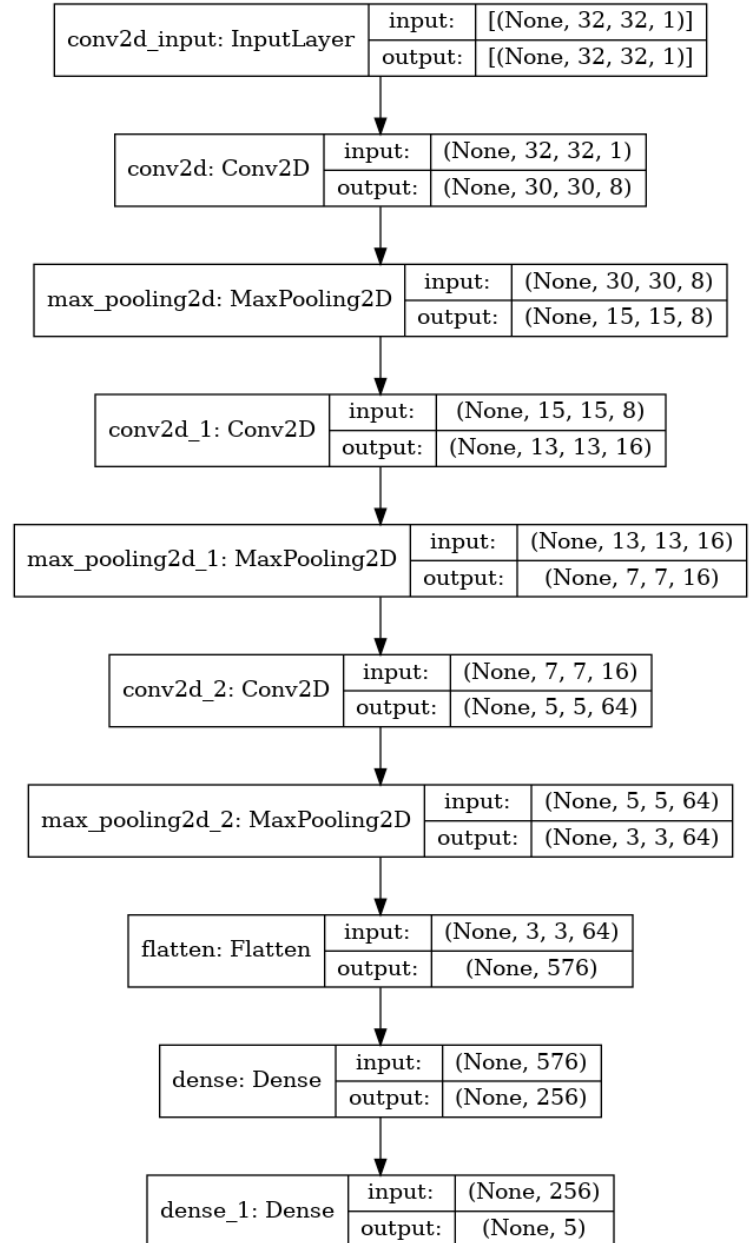 conv2d_input: InputLayer
input: [(None, 32, 32, 1)]
output: [(None, 32, 32, 1)]
conv2d: Conv2D
input: (None, 32, 32, 1)
output: (None, 30, 30, 8)
max_pooling2d: MaxPooling2D
input: (None, 30, 30, 8)
output: (None, 15, 15, 8)
conv2d_1: Conv2D
input: (None, 15, 15, 8)
output: (None, 13, 13, 16)
max_pooling2d_1: MaxPooling2D
input: (None, 13, 13, 16)
output: (None, 7, 7, 16)
conv2d_2: Conv2D
input: (None, 7, 7, 16)
output: (None, 5, 5, 64)
max_pooling2d_2: MaxPooling2D
input: (None, 5, 5, 64)
output: (None, 3, 3, 64)
flatten: Flatten
input: (None, 3, 3, 64)
output: (None, 576)
dense: Dense
input: (None, 576)
output: (None, 256)
dense_1: Dense
input: (None, 256)
output: (None, 5)